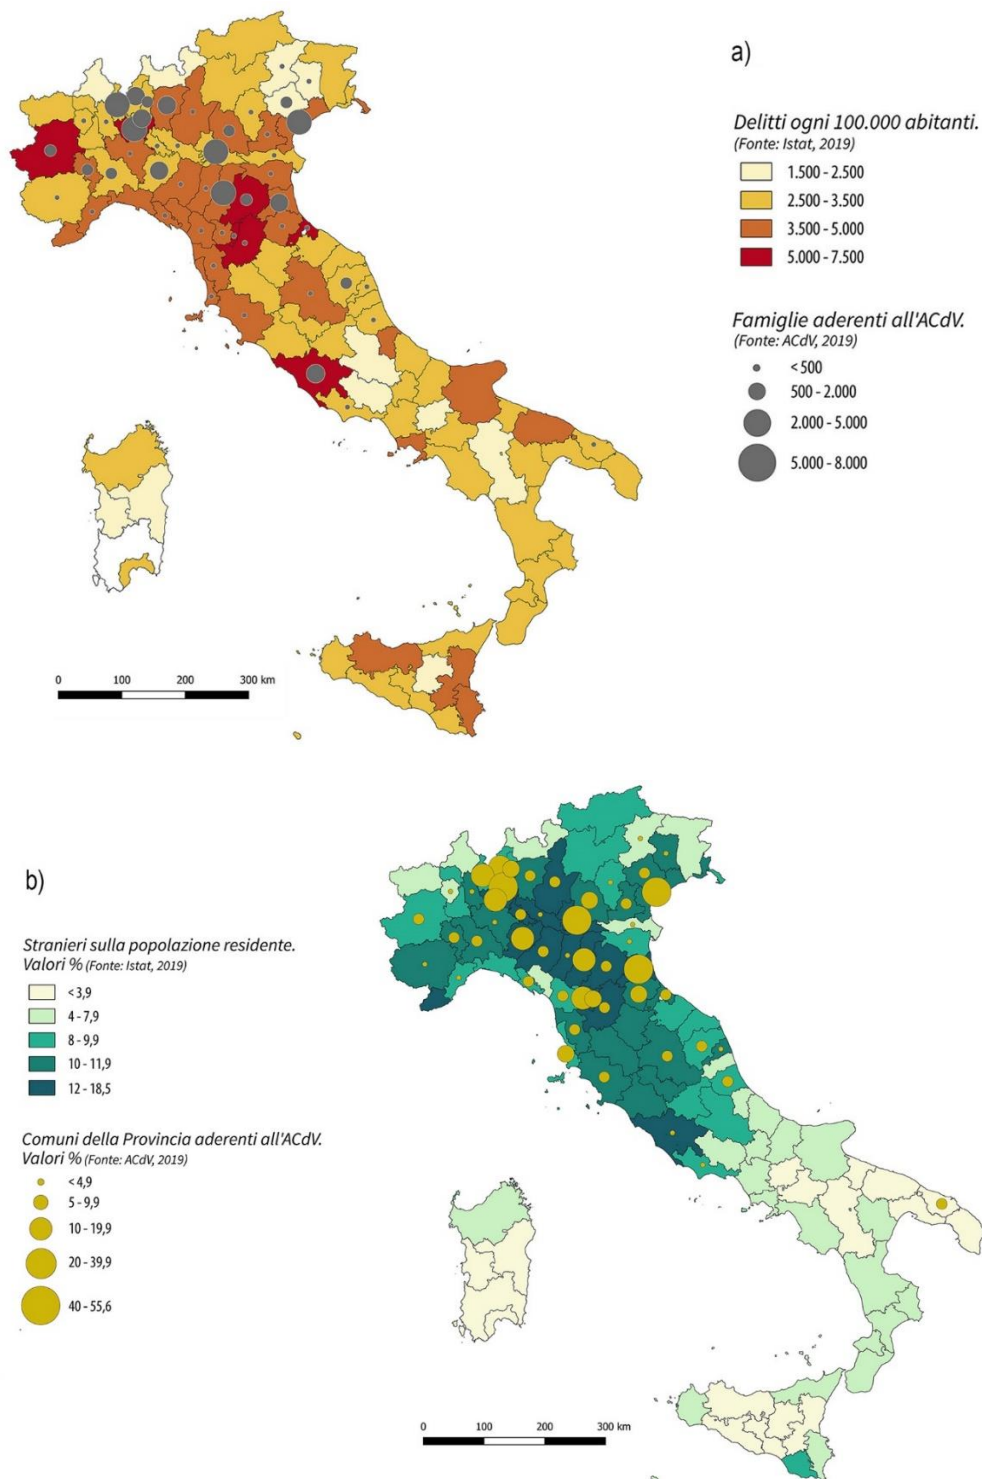 a)
Delitti ogni 100.000 abitanti.
(Fonte: Istat, 2019)
1.500 - 2.500
2.500 - 3.500
3.500 - 5.000
5.000 - 7.500
Famiglie aderenti all'ACdV.
(Fonte: ACdV, 2019)
< 500
500 - 2.000
2.000 - 5.000
5.000 - 8.000
0 100 200 300 km
b)
Stranieri sulla popolazione residente.
Valori % (Fonte: Istat, 2019)
< 3,9
4 - 7,9
8 - 9,9
10 - 11,9
12 - 18,5
Comuni della Provincia aderenti all'ACdV.
Valori % (Fonte: ACdV, 2019)
< 4,9
5 - 9,9
10 - 19,9
20 - 39,9
40 - 55,6
0 100 200 300 km